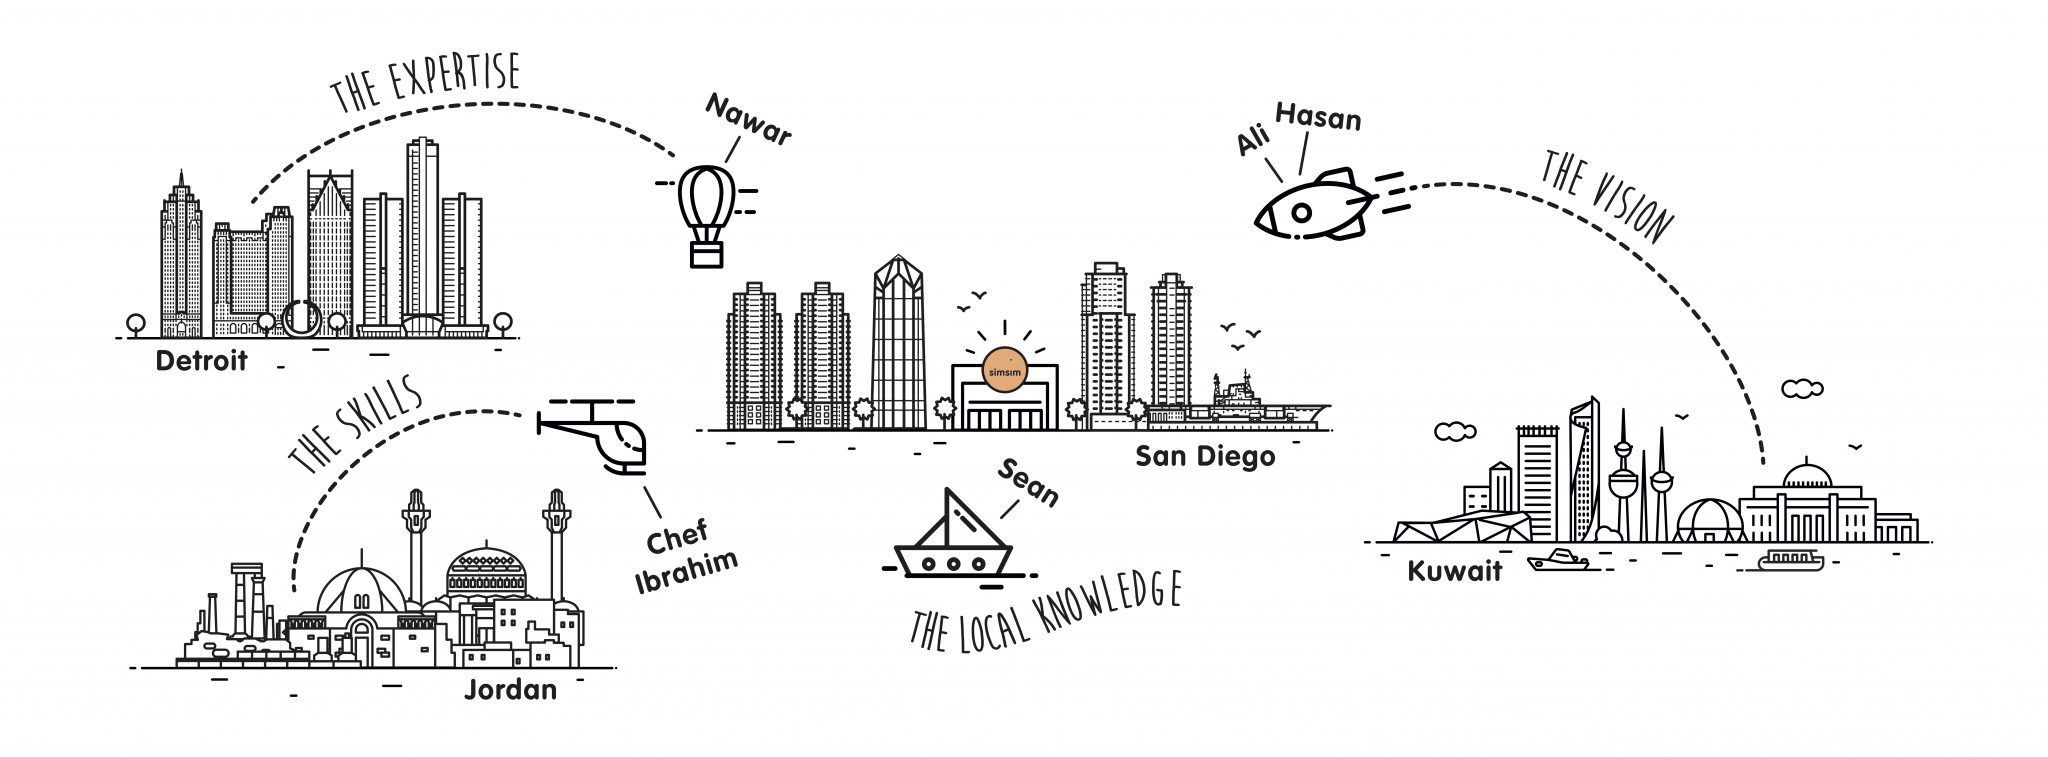 THE EXPERTISE
Nawar
Ali
Hasan
THE VISION
Detroit
simsim
THE SKILLS
San Diego
Sean
Chef
Ibrahim
Kuwait
THE LOCAL KNOWLEDGE
Jordan